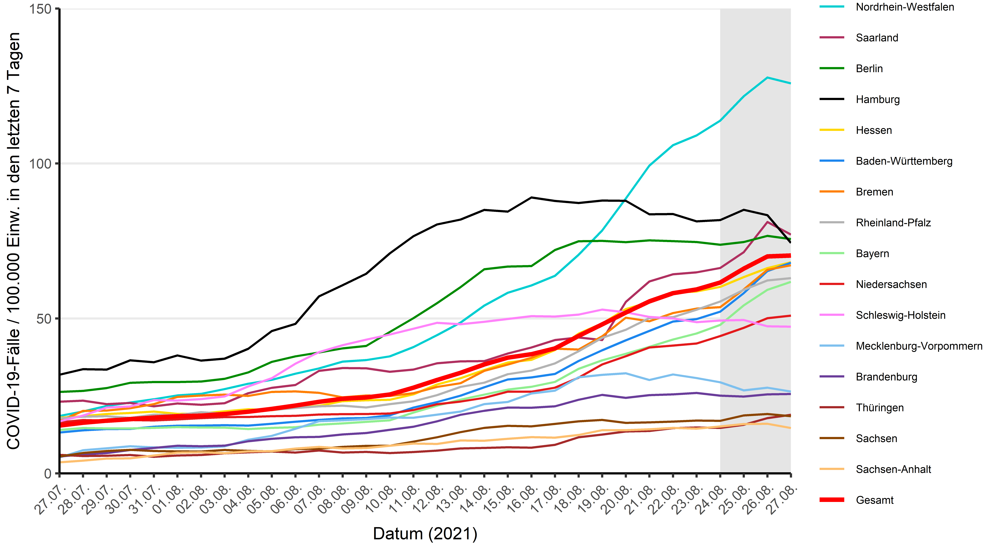 COVID-19-Fälle / 100.000 Einw. in den letzten 7 Tagen
150
100
50
0
27.07.
28.07.
29.07.
30.07.
31.07.
01.08.
02.08.
03.08.
04.08.
05.08.
06.08.
07.08.
08.08.
09.08.
10.08.
11.08.
12.08.
13.08.
14.08.
15.08.
16.08.
17.08.
18.08.
19.08.
20.08.
21.08.
22.08.
23.08.
24.08.
25.08.
26.08.
27.08.
Datum (2021)
Nordrhein-Westfalen
Saarland
Berlin
Hamburg
Hessen
Baden-Württemberg
Bremen
Rheinland-Pfalz
Bayern
Niedersachsen
Schleswig-Holstein
Mecklenburg-Vorpommern
Brandenburg
Thüringen
Sachsen
Sachsen-Anhalt
Gesamt